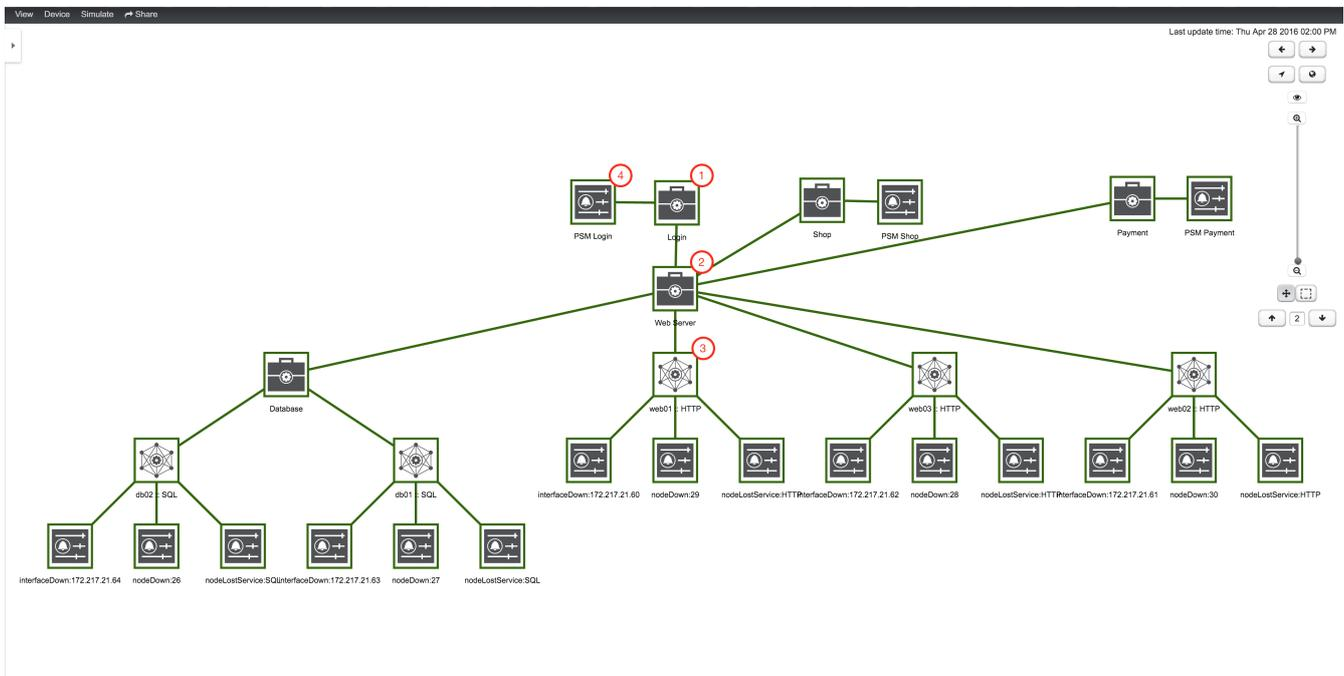 View Device Simulate Share
Last update time: Thu Apr 28 2016 02:00 PM
4
1
PSM Login
Login
Shop
PSM Shop
Payment
PSM Payment
2
Web Server
2
3
Database
web01 :: HTTP
web03 :: HTTP
web02 :: HTTP
db02 :: SQL
db01 :: SQL
interfaceDown:172.217.21.60
nodeDown:29
nodeLostService:HTTP
interfaceDown:172.217.21.62
nodeDown:28
nodeLostService:HTTP
interfaceDown:172.217.21.61
nodeDown:30
nodeLostService:HTTP
interfaceDown:172.217.21.64
nodeDown:26
nodeLostService:SQL
interfaceDown:172.217.21.63
nodeDown:27
nodeLostService:SQL